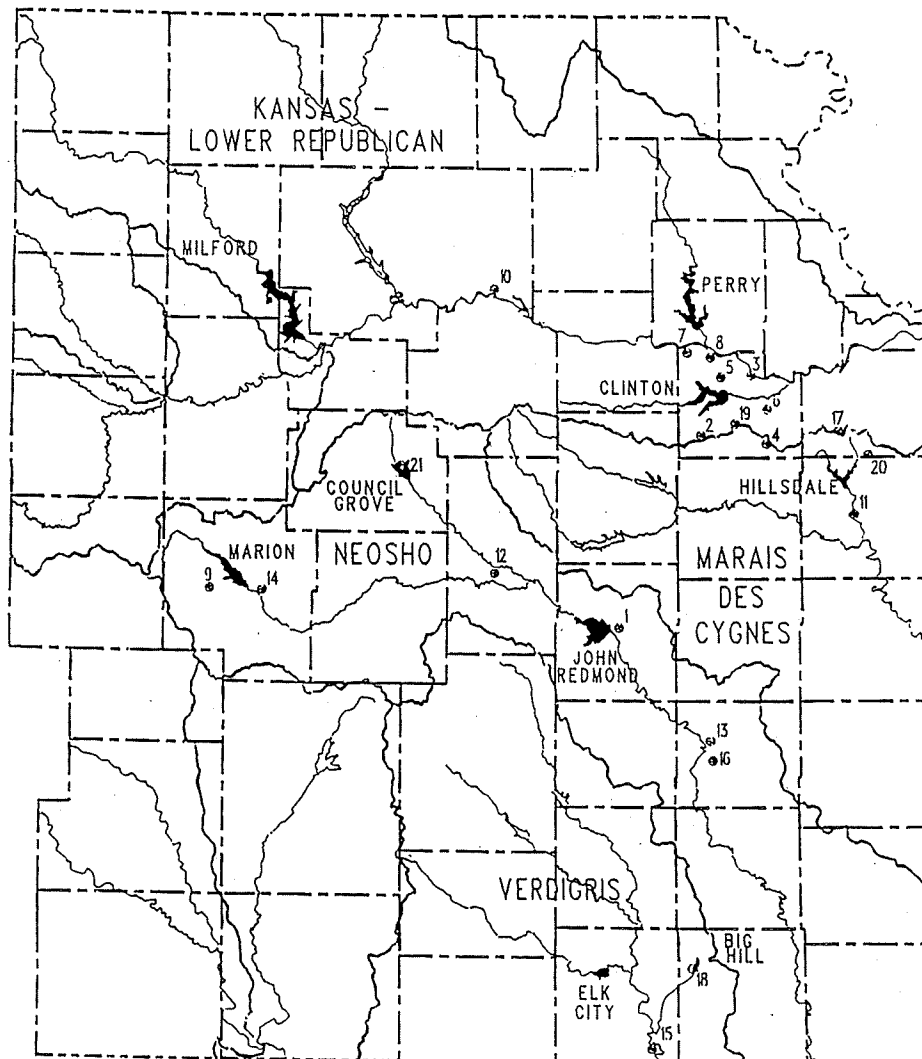 KANSAS -
LOWER REPUBLICAN
MILFORD
10
PERRY
7
8
3
5
CLINTON
6
19
2
4
17
20
21
COUNCIL
GROVE
HILLSDALE
11
MARION
NEOSHO
12
MARAIS
DES
CYGNES
9
14
1
JOHN
REDMOND
13
16
VERDIGRIS
BIG
HILL
18
ELK
CITY
15